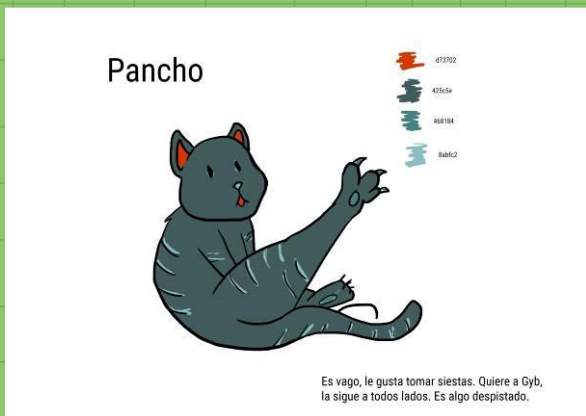 Pancho
d73702
425c5e
4b8184
8abfc2
Es vago, le gusta tomar siestas. Quiere a Gyb,
la sigue a todos lados. Es algo despistado.